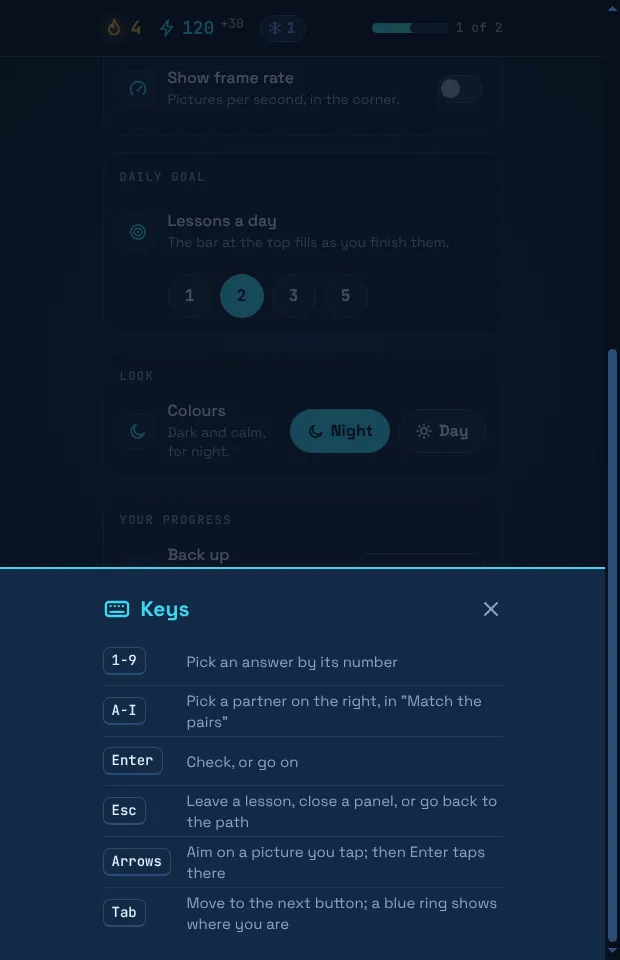 4 120 +30 1 1 of 2
Show frame rate
Pictures per second, in the corner.
DAILY GOAL
Lessons a day
The bar at the top fills as you finish them.
1 2 3 5
LOOK
Colours
Dark and calm,
for night.
Night Day
YOUR PROGRESS
Back up
Keys
1-9 Pick an answer by its number
A-I Pick a partner on the right, in "Match the
pairs"
Enter Check, or go on
Esc Leave a lesson, close a panel, or go back to
the path
Arrows Aim on a picture you tap; then Enter taps
there
Tab Move to the next button; a blue ring shows
where you are